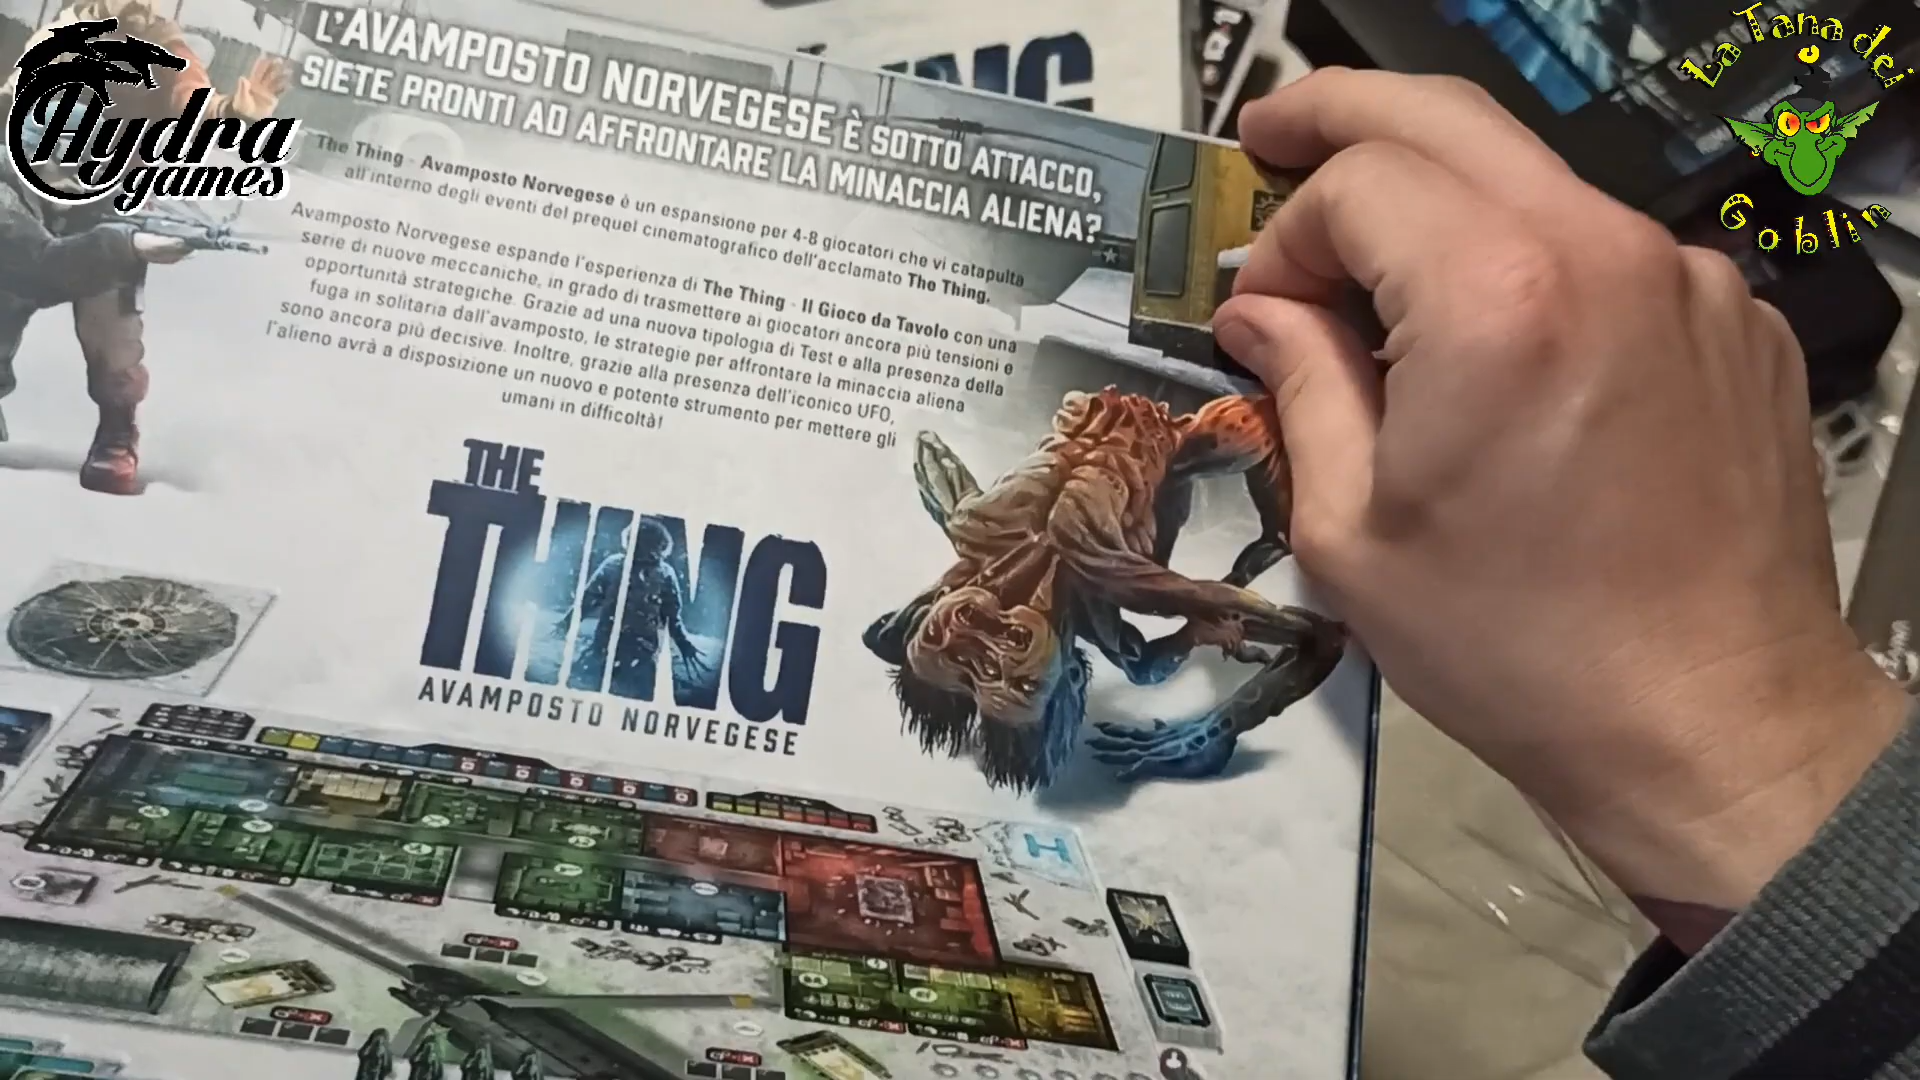 L'AVAMPOSTO NORVEGESE È SOTTO ATTACCO,
SIETE PRONTI AD AFFRONTARE LA MINACCIA ALIENA?
The Thing - Avamposto Norvegese è un espansione per 4-8 giocatori che vi catapulta
all'interno degli eventi del prequel cinematografico dell'acclamato The Thing.
Avamposto Norvegese espande l'esperienza di The Thing - Il Gioco da Tavolo con una
serie di nuove meccaniche, in grado di trasmettere ai giocatori ancora più tensioni e
opportunità strategiche. Grazie ad una nuova tipologia di Test e alla presenza della
fuga in solitaria dall'avamposto, le strategie per affrontare la minaccia aliena
sono ancora più decisive. Inoltre, grazie alla presenza dell'iconico UFO,
l'alieno avrà a disposizione un nuovo e potente strumento per mettere gli
umani in difficoltà!
THE
THING
AVAMPOSTO NORVEGESE
H
Hydra
games
La Tana dei
Goblin